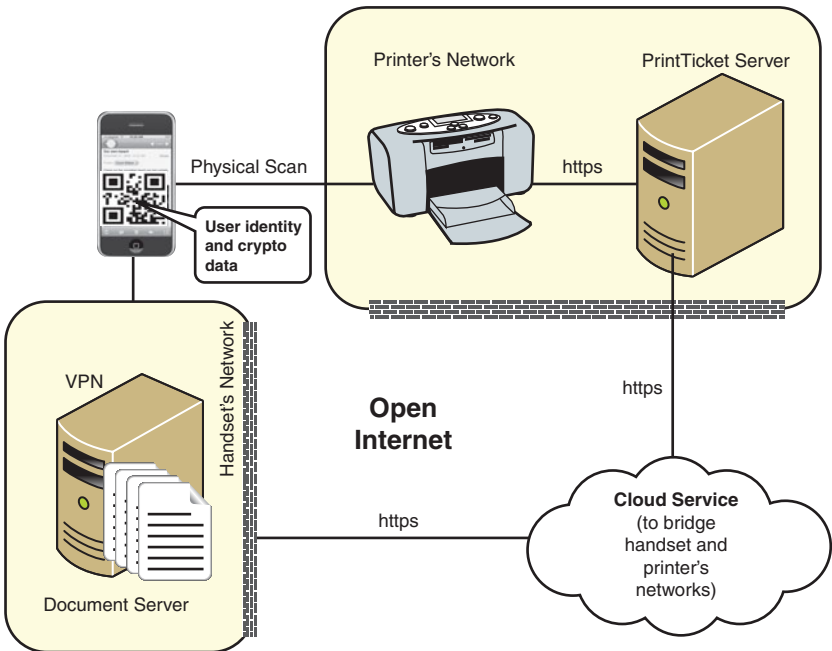 Printer's Network
PrintTicket Server
Physical Scan
https
User identity
and crypto
data
Handset's Network
VPN
Document Server
Open
Internet
https
https
Cloud Service
(to bridge
handset and
printer's
networks)